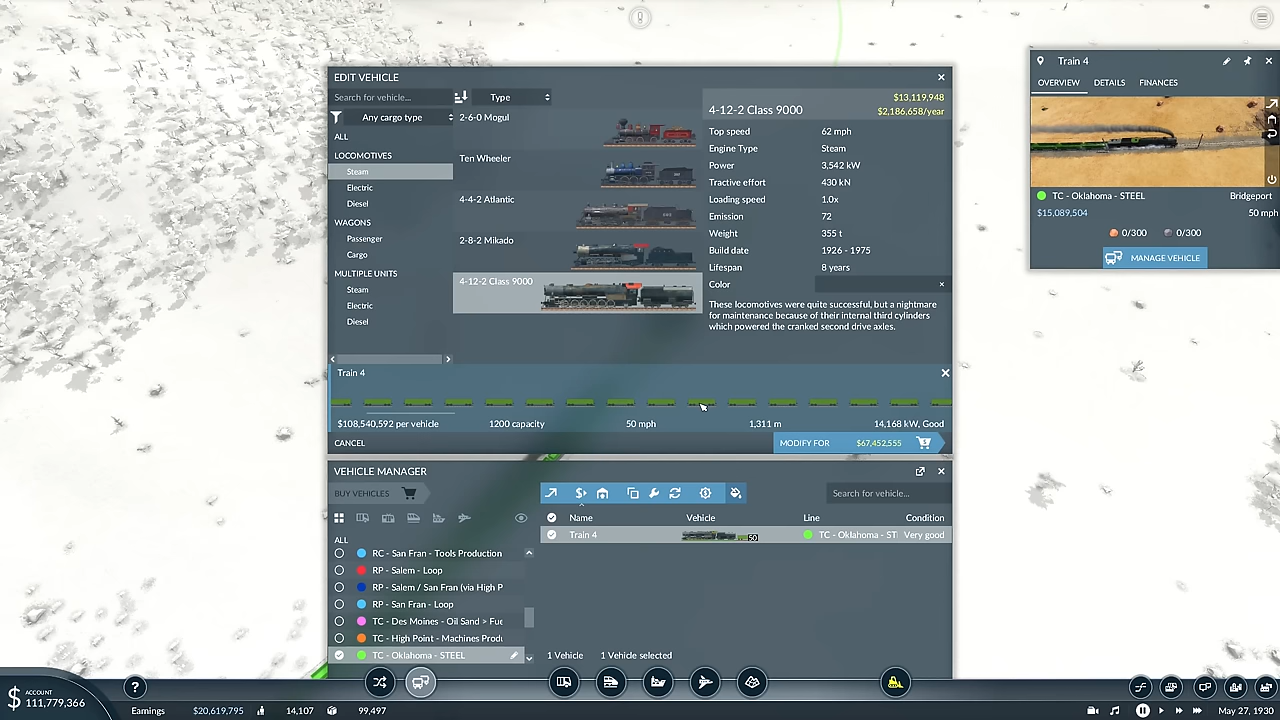 EDIT VEHICLE
Search for vehicle...
Type
Any cargo type
ALL
LOCOMOTIVES
Steam
Electric
Diesel
WAGONS
Passenger
Cargo
MULTIPLE UNITS
Steam
Electric
Diesel
2-6-0 Mogul
Ten Wheeler
4-4-2 Atlantic
2-8-2 Mikado
4-12-2 Class 9000
4-12-2 Class 9000
$13,119,948
$2,186,658/year
Top speed 62 mph
Engine Type Steam
Power 3,542 kW
Tractive effort 430 kN
Loading speed 1.0x
Emission 72
Weight 355 t
Build date 1926 - 1975
Lifespan 8 years
Color
These locomotives were quite successful, but a nightmare
for maintenance because of their internal third cylinders
which powered the cranked second drive axles.
Train 4
$108,540,592 per vehicle 1200 capacity 50 mph 1,311 m 14,168 kW, Good
CANCEL
MODIFY FOR $67,452,555
VEHICLE MANAGER
BUY VEHICLES
Search for vehicle...
ALL
RC - San Fran - Tools Production
RP - Salem - Loop
RP - Salem / San Fran (via High P
RP - San Fran - Loop
TC - Des Moines - Oil Sand > Fue
TC - High Point - Machines Produ
TC - Oklahoma - STEEL
Name Vehicle Line Condition
Train 4 50 TC - Oklahoma - ST Very good
1 Vehicle 1 Vehicle selected
Train 4
OVERVIEW DETAILS FINANCES
TC - Oklahoma - STEEL Bridgeport
$15,089,504 50 mph
0/300 0/300
MANAGE VEHICLE
$ ACCOUNT
111,779,366
?
Earnings $20,619,795 14,107 99,497
May 27, 1930